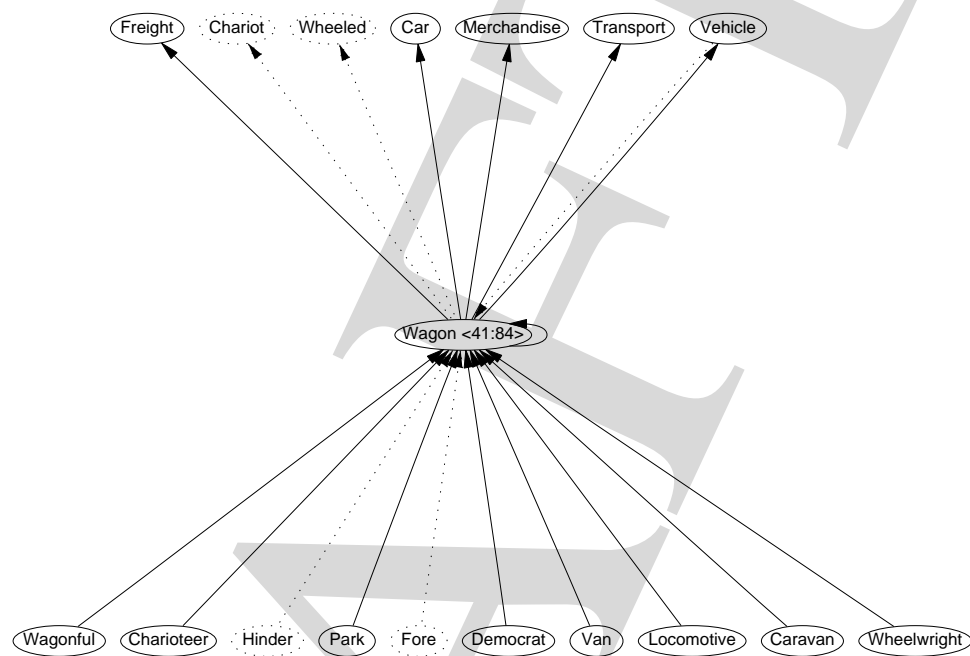 Freight Chariot Wheeled Car Merchandise Transport Vehicle
Wagon <41:84>
Wagonful Charioteer Hinder Park Fore Democrat Van Locomotive Caravan Wheelwright